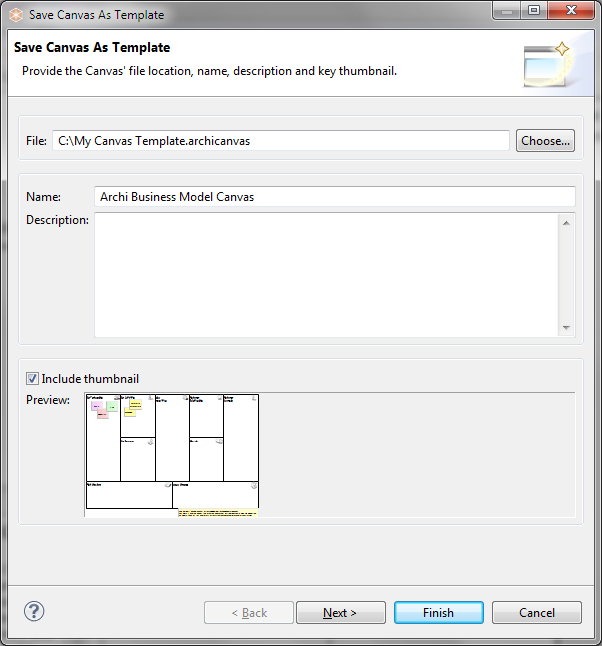 Save Canvas As Template
Save Canvas As Template
Provide the Canvas' file location, name, description and key thumbnail.
File: C:\My Canvas Template.archicanvas Choose...
Name: Archi Business Model Canvas
Description:
Include thumbnail
Preview:
? < Back Next > Finish Cancel